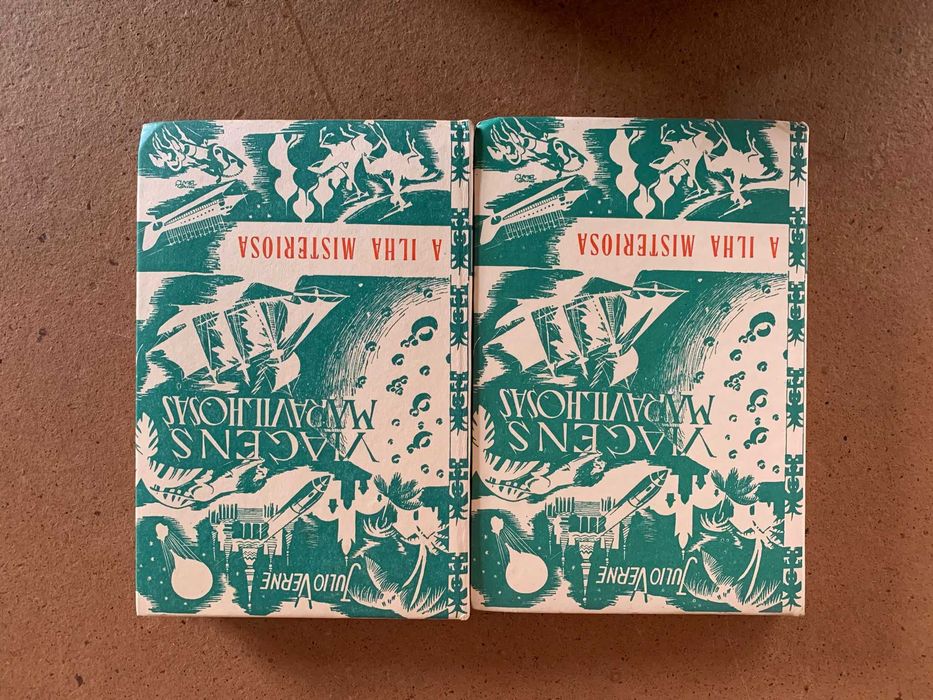 JULIO VERNE
VIAGENS
MARAVILHOSAS
A ILHA MISTERIOSA
JULIO VERNE
VIAGENS
MARAVILHOSAS
A ILHA MISTERIOSA